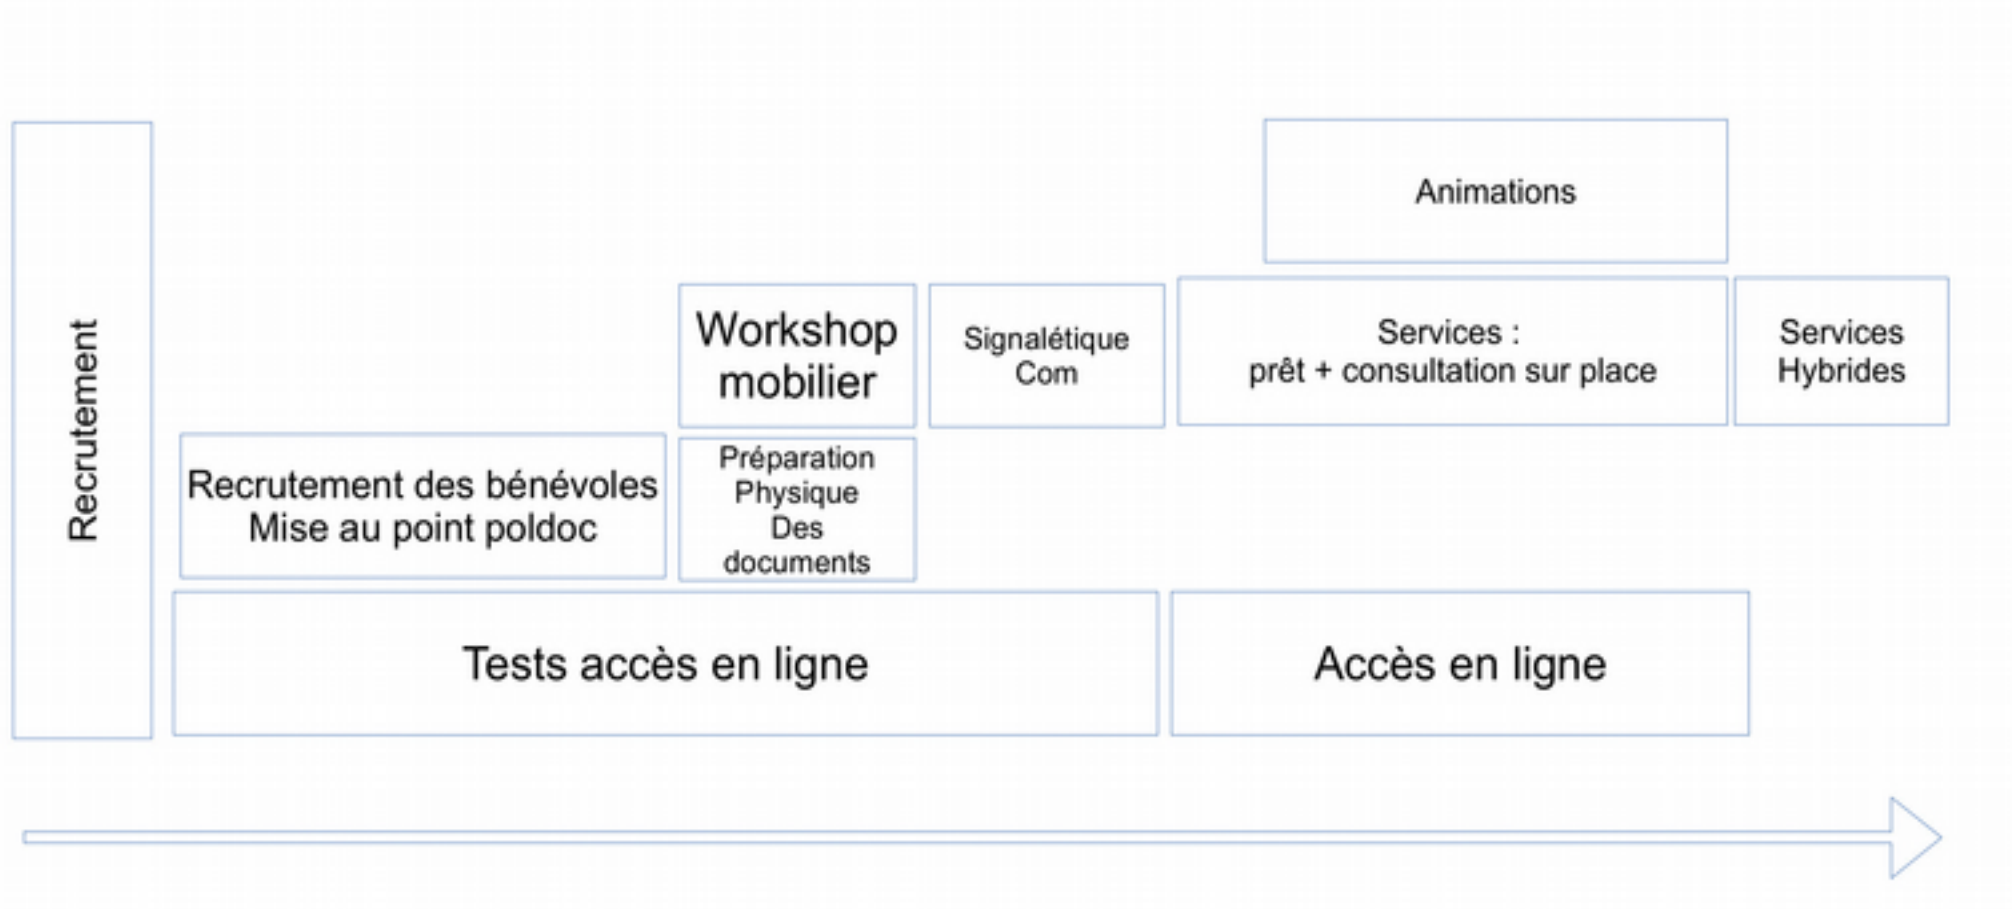 Recrutement
Animations
Workshop
mobilier
Signalétique
Com
Services :
prêt + consultation sur place
Services
Hybrides
Recrutement des bénévoles
Mise au point poldoc
Préparation
Physique
Des
documents
Tests accès en ligne
Accès en ligne